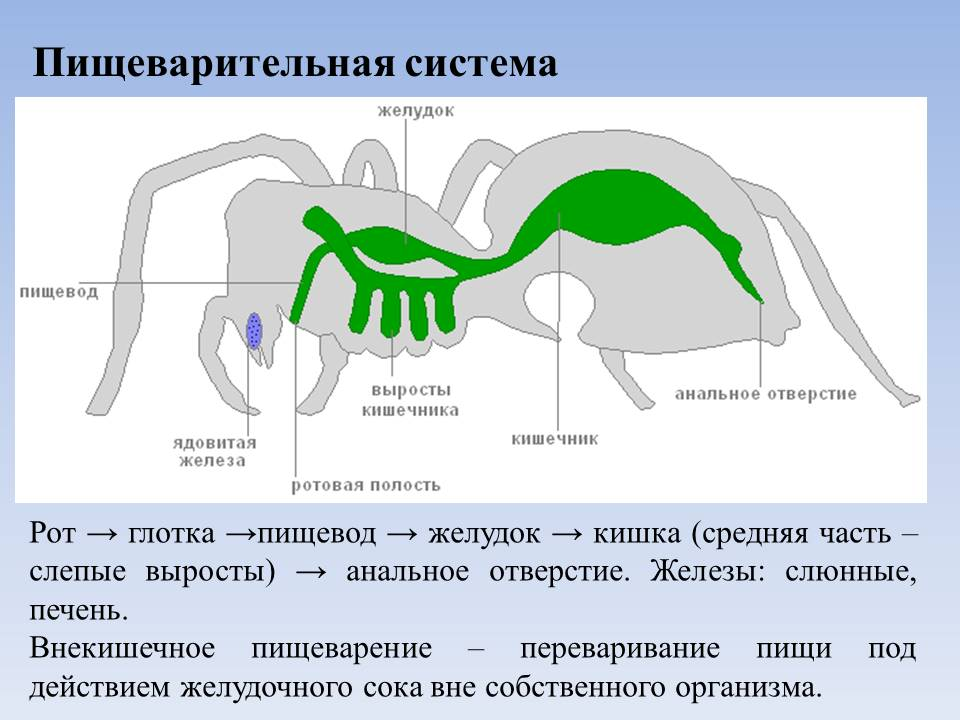 Пищеварительная система
желудок
пищевод
выросты
кишечника
анальное отверстие
кишечник
ядовитая
железа
ротовая полость
Рот → глотка →пищевод → желудок → кишка (средняя часть –
слепые выросты) → анальное отверстие. Железы: слюнные,
печень.
Внекишечное пищеварение – переваривание пищи под
действием желудочного сока вне собственного организма.